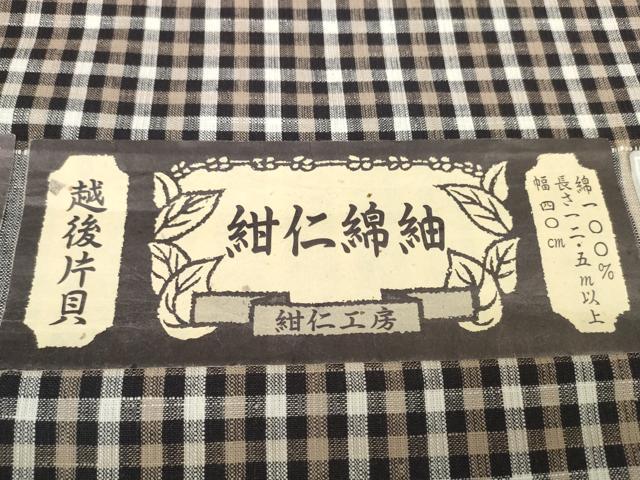 越後片貝
紺仁綿紬
紺仁工房
綿一〇〇%
長さ一二・五m以上
幅四〇cm